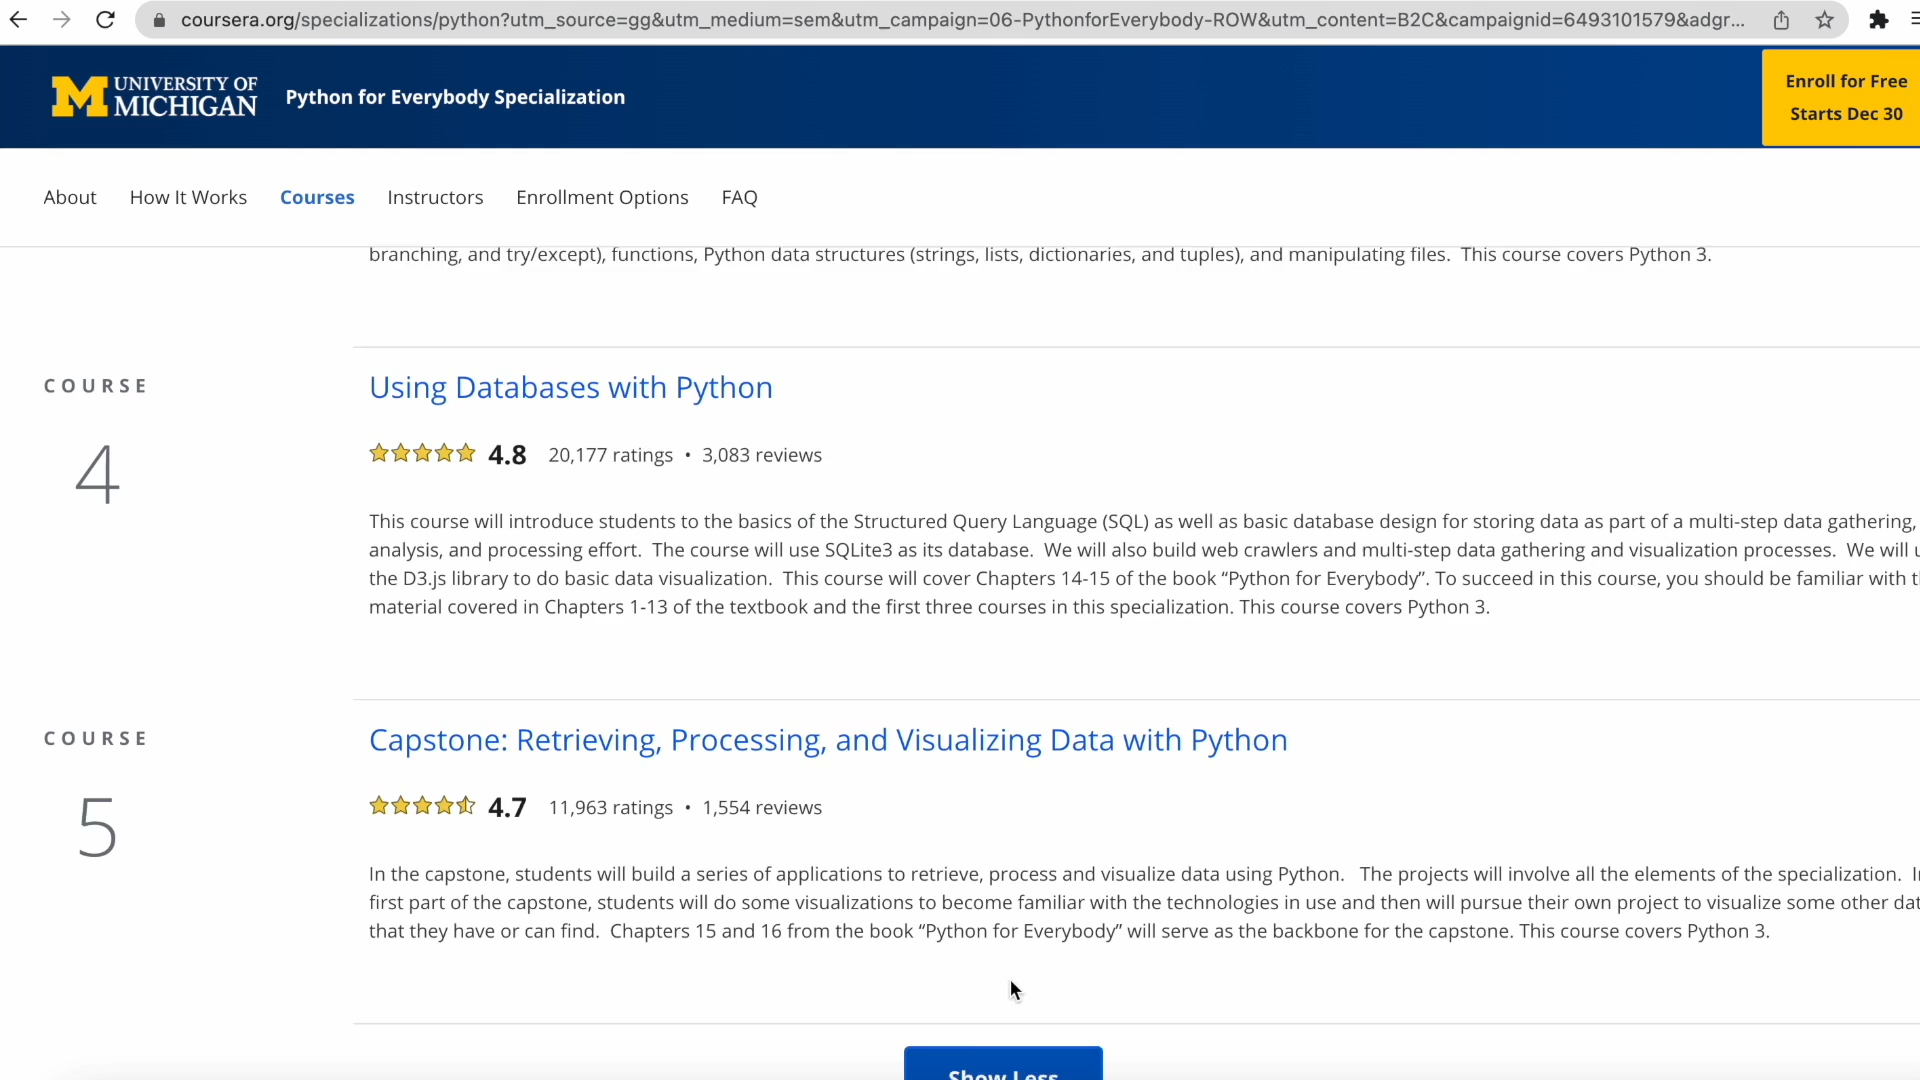 coursera.org/specializations/python?utm_source=gg&utm_medium=sem&utm_campaign=06-PythonforEverybody-ROW&utm_content=B2C&campaignid=6493101579&adgr...
UNIVERSITY OF
MICHIGAN
Python for Everybody Specialization
Enroll for Free
Starts Dec 30
About How It Works Courses Instructors Enrollment Options FAQ
branching, and try/except), functions, Python data structures (strings, lists, dictionaries, and tuples), and manipulating files. This course covers Python 3.
COURSE
4
Using Databases with Python
4.8 20,177 ratings • 3,083 reviews
This course will introduce students to the basics of the Structured Query Language (SQL) as well as basic database design for storing data as part of a multi-step data gathering,
analysis, and processing effort. The course will use SQLite3 as its database. We will also build web crawlers and multi-step data gathering and visualization processes. We will
the D3.js library to do basic data visualization. This course will cover Chapters 14-15 of the book “Python for Everybody”. To succeed in this course, you should be familiar with
material covered in Chapters 1-13 of the textbook and the first three courses in this specialization. This course covers Python 3.
COURSE
5
Capstone: Retrieving, Processing, and Visualizing Data with Python
4.7 11,963 ratings • 1,554 reviews
In the capstone, students will build a series of applications to retrieve, process and visualize data using Python. The projects will involve all the elements of the specialization.
first part of the capstone, students will do some visualizations to become familiar with the technologies in use and then will pursue their own project to visualize some other
that they have or can find. Chapters 15 and 16 from the book “Python for Everybody” will serve as the backbone for the capstone. This course covers Python 3.
Show Less